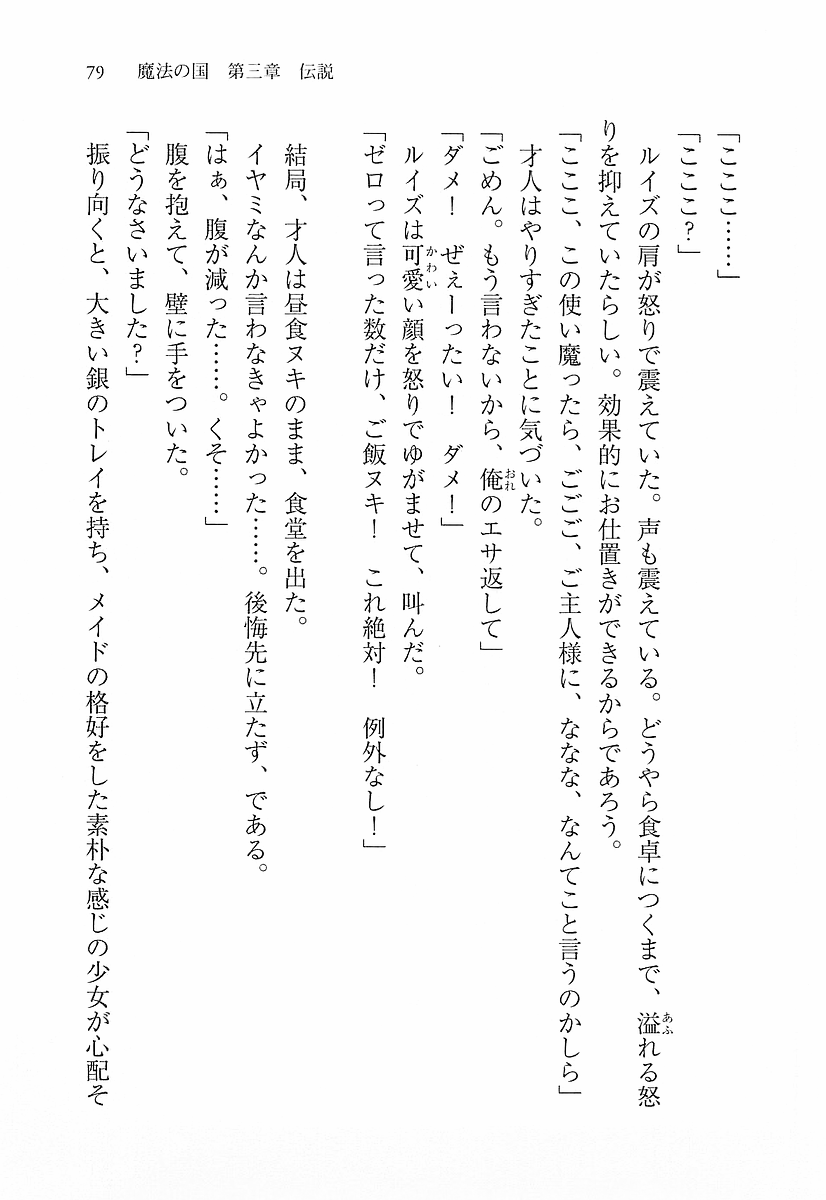 79　魔法の国　第三章　伝説
「こここ……」
「こここ？」
　ルイズの肩が怒りで震えていた。声も震えている。どうやら食卓につくまで、溢れる怒
りを抑えていたらしい。効果的にお仕置きができるからであろう。
「こここ、この使い魔ったら、ごごご、ご主人様に、ななな、なんてこと言うのかしら」
　才人はやりすぎたことに気づいた。
「ごめん。もう言わないから、俺のエサ返して」
「ダメ！　ぜぇーったい！　ダメ！」
　ルイズは可愛い顔を怒りでゆがませて、叫んだ。
「ゼロって言った数だけ、ご飯ヌキ！　これ絶対！　例外なし！」
　結局、才人は昼食ヌキのまま、食堂を出た。
　イヤミなんか言わなきゃよかった……。後悔先に立たず、である。
「はぁ、腹が減った……。くそ……」
　腹を抱えて、壁に手をついた。
「どうなさいました？」
　振り向くと、大きい銀のトレイを持ち、メイドの格好をした素朴な感じの少女が心配そ